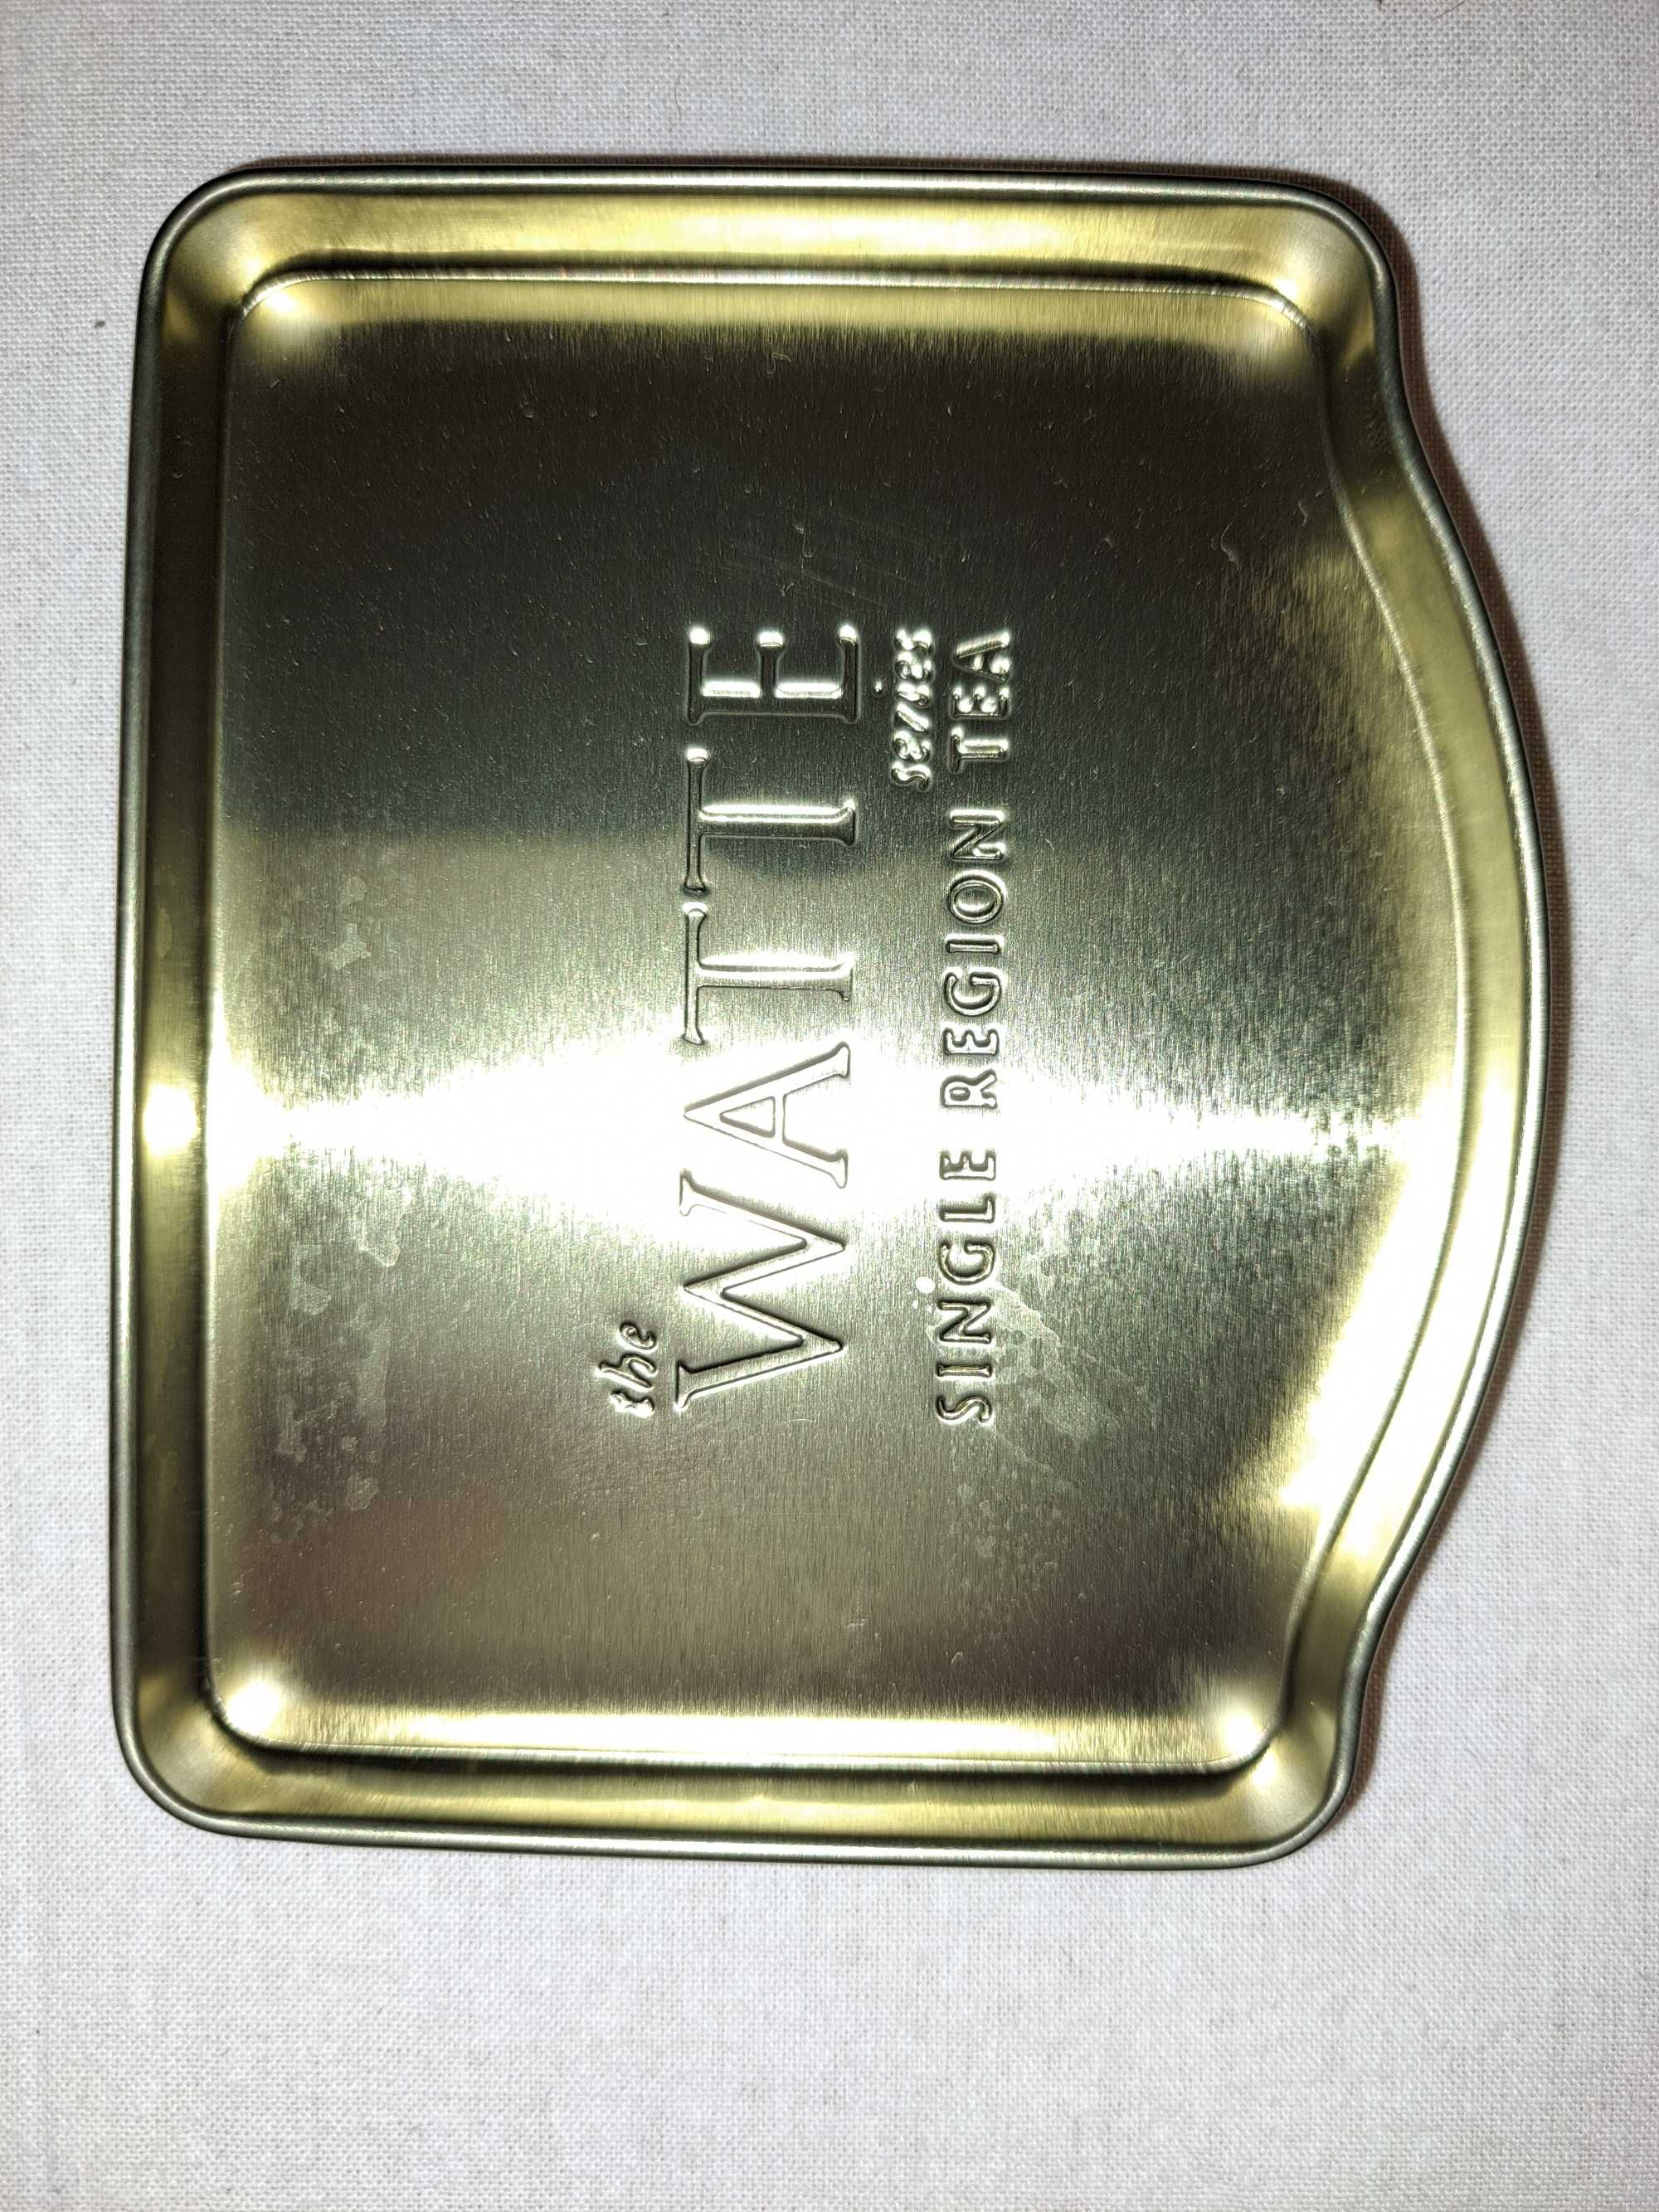 the
WATTE
series
SINGLE REGION TEA